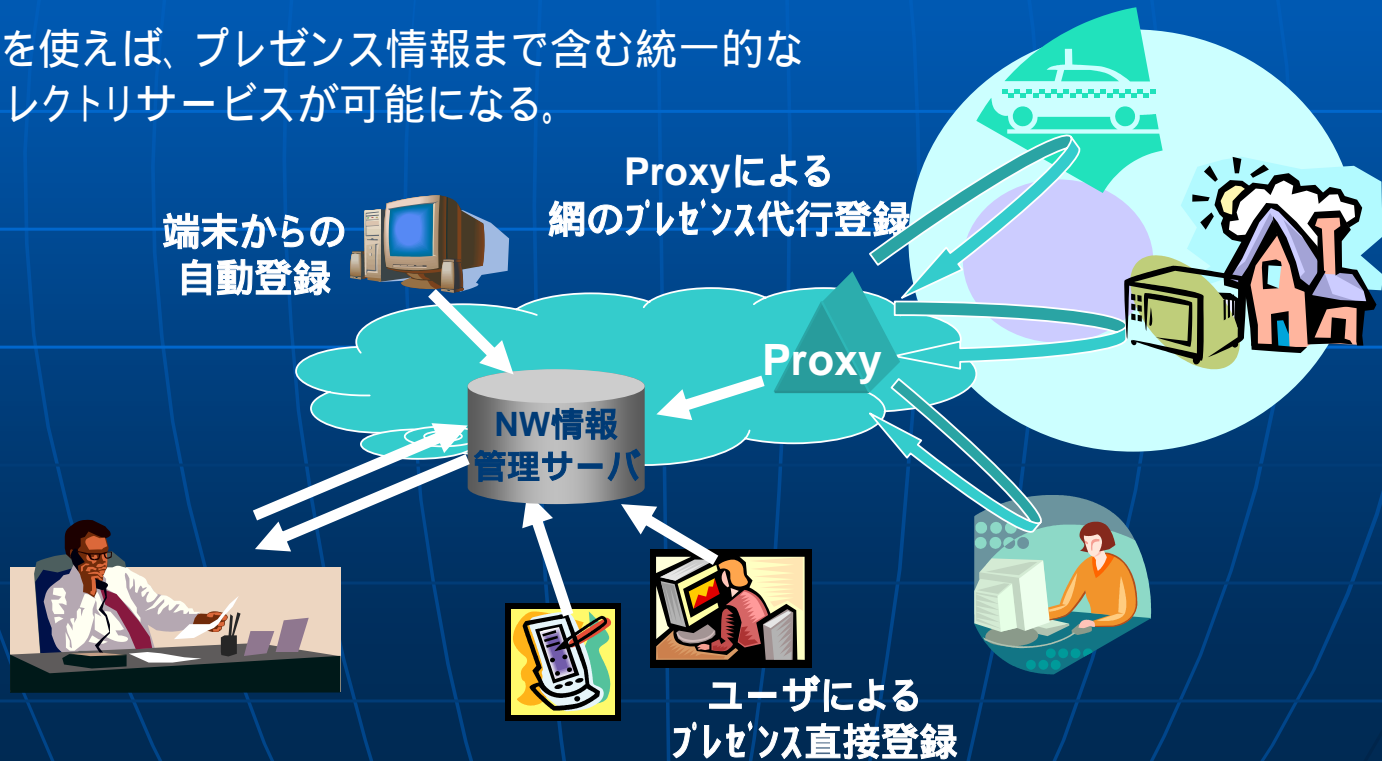 を使えば、プレゼンス情報まで含む統一的な
レクトリサービスが可能になる。
Proxyによる
網のﾌﾟﾚｾﾞﾝｽ代行登録
端末からの
自動登録
Proxy
NW情報
管理サーバ
ユーザによる
ﾌﾟﾚｾﾞﾝｽ直接登録